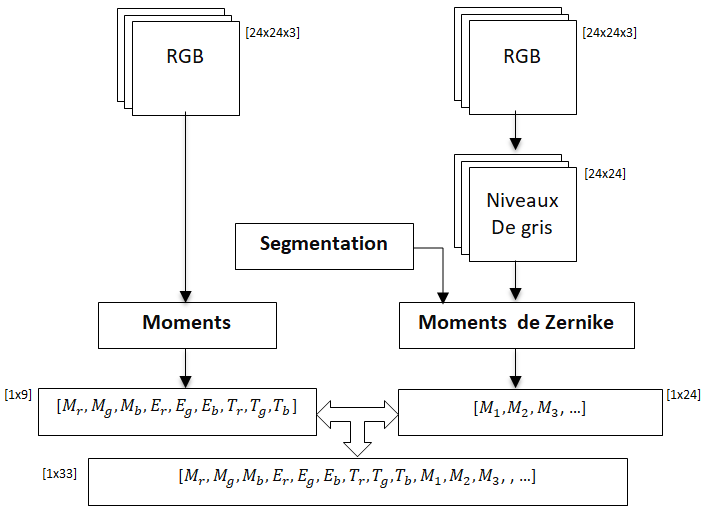 RGB
[24x24x3]
RGB
[24x24x3]
Niveaux
De gris
[24x24]
Segmentation
Moments
Moments de Zernike
[1x9]
[M_r, M_g, M_b, E_r, E_g, E_b, T_r, T_g, T_b]
[M_1, M_2, M_3, ...]
[1x24]
[1x33]
[M_r, M_g, M_b, E_r, E_g, E_b, T_r, T_g, T_b, M_1, M_2, M_3, , ...]